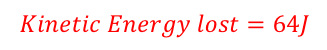 Kinetic Energy lost = 64J